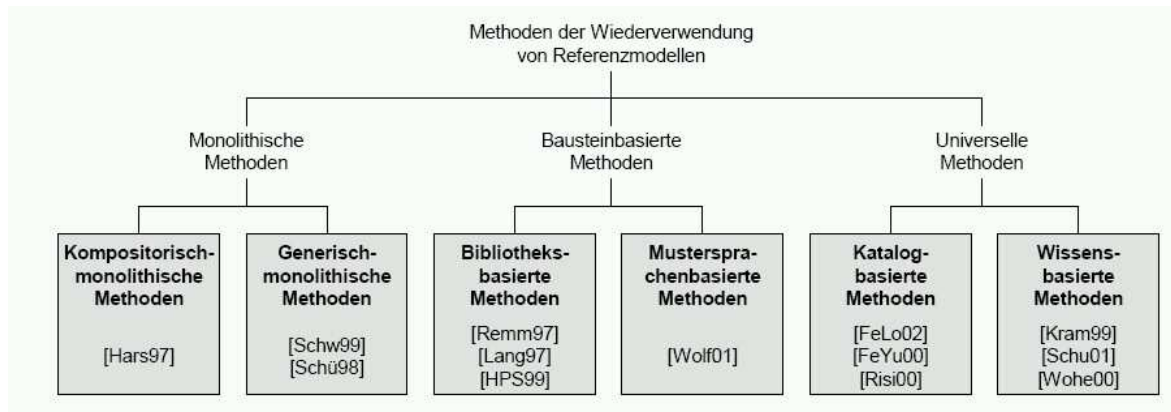 Methoden der Wiederverwendung
von Referenzmodellen
Monolithische
Methoden
Bausteinbasierte
Methoden
Universelle
Methoden
Kompositorisch-
monolithische
Methoden
[Hars97]
Generisch-
monolithische
Methoden
[Schw99]
[Schü98]
Bibliotheks-
basierte
Methoden
[Remm97]
[Lang97]
[HPS99]
Musterspra-
chenbasierte
Methoden
[Wolf01]
Katalog-
basierte
Methoden
[FeLo02]
[FeYu00]
[Risi00]
Wissens-
basierte
Methoden
[Kram99]
[Schu01]
[Wohe00]